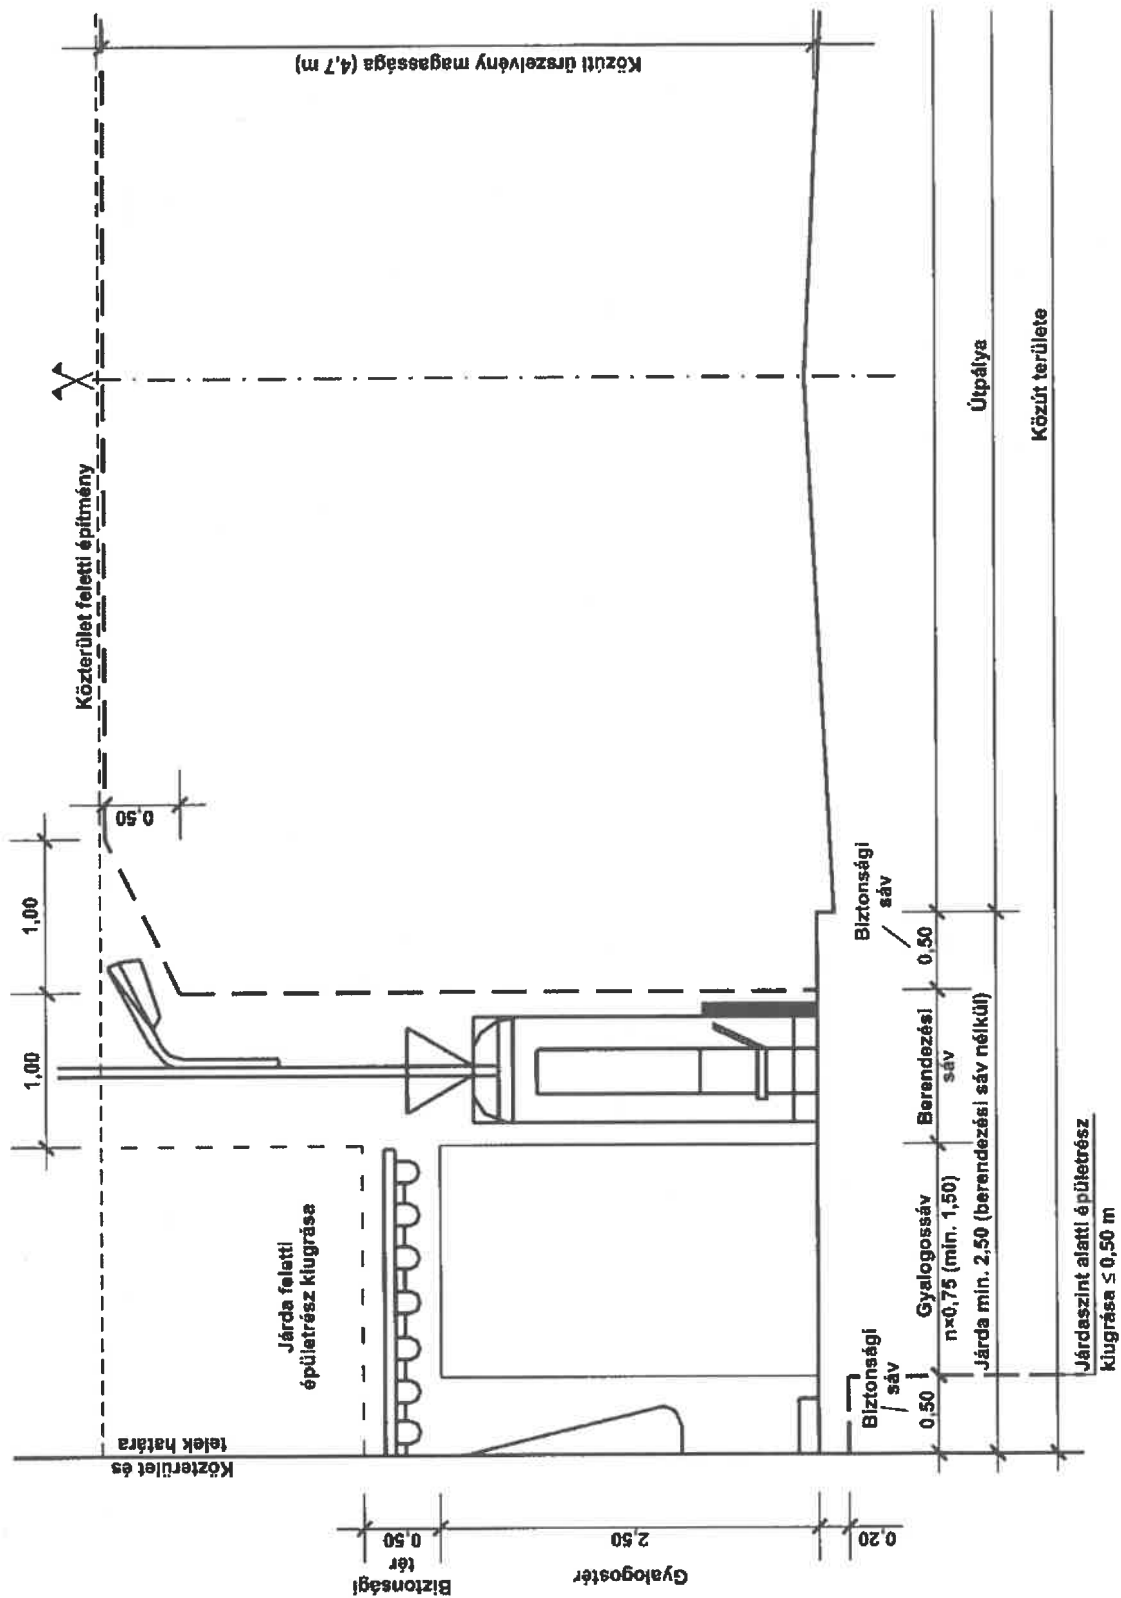 Közúti űrszelvény magassága (4,7 m)
Közterület feletti építmény
0,50
1,00
1,00
Járda feletti
épületrész kiugrása
Közterület és
telek határa
Biztonsági
tér
0,50
Gyalogostér
2,50
0,20
Biztonsági
sáv
0,50
Gyalogossáv
n×0,75 (min. 1,50)
Berendezési
sáv
Biztonsági
sáv
0,50
Járda min. 2,50 (berendezési sáv nélkül)
Útpálya
Közút területe
Járdaszint alatti épületrész
kiugrása ≤ 0,50 m